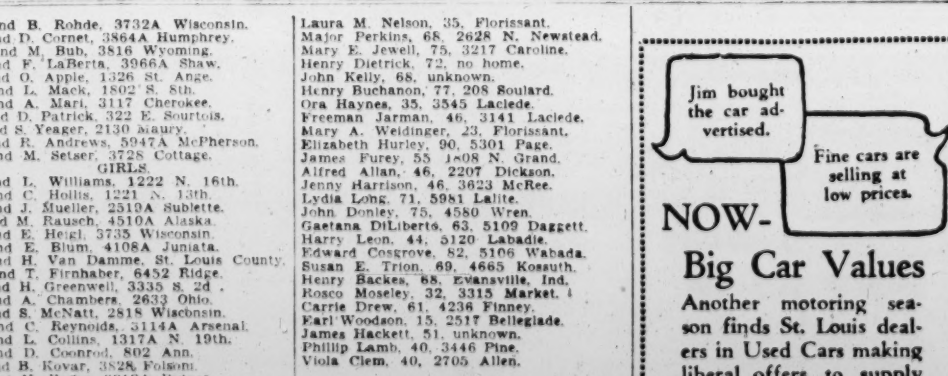 nd B. Rohde, 3732A Wisconsin.
nd D. Cornet, 3864A Humphrey.
nd M. Bub, 3816 Wyoming.
nd F. LaBerta, 3966A Shaw.
nd O. Apple, 1326 St. Ange.
nd L. Mack, 1802 S. 8th.
nd A. Mari, 3117 Cherokee.
nd D. Patrick, 322 E. Sourtois.
nd S. Yeager, 2130 Maury.
nd R. Andrews, 5947A McPherson.
nd M. Setser, 3728 Cottage.
GIRLS.
nd L. Williams, 1222 N. 16th.
nd C. Hollis, 1221 N. 13th.
nd J. Mueller, 2519A Sublette.
nd M. Rausch, 4510A Alaska.
nd E. Heigl, 3735 Wisconsin.
nd E. Blum, 4108A Juniata.
nd H. Van Damme, St. Louis County.
nd T. Firnhaber, 6452 Ridge.
nd H. Greenwell, 3335 S. 2d.
nd A. Chambers, 2633 Ohio.
nd S. McNatt, 2818 Wisconsin.
nd C. Reynolds, 3114A Arsenal.
nd L. Collins, 1317A N. 19th.
nd D. Coonrod, 802 Ann.
nd B. Kovar, 3828 Folsom.
Laura M. Nelson, 35, Florissant.
Major Perkins, 68, 2628 N. Newstead.
Mary E. Jewell, 75, 3217 Caroline.
Henry Dietrick, 72, no home.
John Kelly, 68, unknown.
Henry Buchanon, 77, 208 Soulard.
Ora Haynes, 35, 3545 Laclede.
Freeman Jarman, 46, 3141 Laclede.
Mary A. Weidinger, 23, Florissant.
Elizabeth Hurley, 90, 5301 Page.
James Furey, 55 1808 N. Grand.
Alfred Allan, 46, 2207 Dickson.
Jenny Harrison, 46, 3623 McRee.
Lydia Long, 71, 5981 Lalite.
John Donley, 75, 4580 Wren.
Gaetana DiLiberto, 63, 5109 Daggett.
Harry Leon, 44, 5120 Labadie.
Edward Cosgrove, 82, 5106 Wabada.
Susan E. Trion, 69, 4665 Kossuth.
Henry Backes, 68, Evansville, Ind.
Rosco Moseley, 32, 3315 Market.
Carrie Drew, 61, 4236 Finney.
Earl Woodson, 15, 2517 Belleglade.
James Hackett, 51, unknown.
Phillip Lamb, 40, 3446 Pine.
Viola Clem, 40, 2705 Allen.
Jim bought
the car ad-
vertised.
Fine cars are
selling at
low prices.
NOW-
Big Car Values
Another motoring sea-
son finds St. Louis deal-
ers in Used Cars making
liberal offers to supply